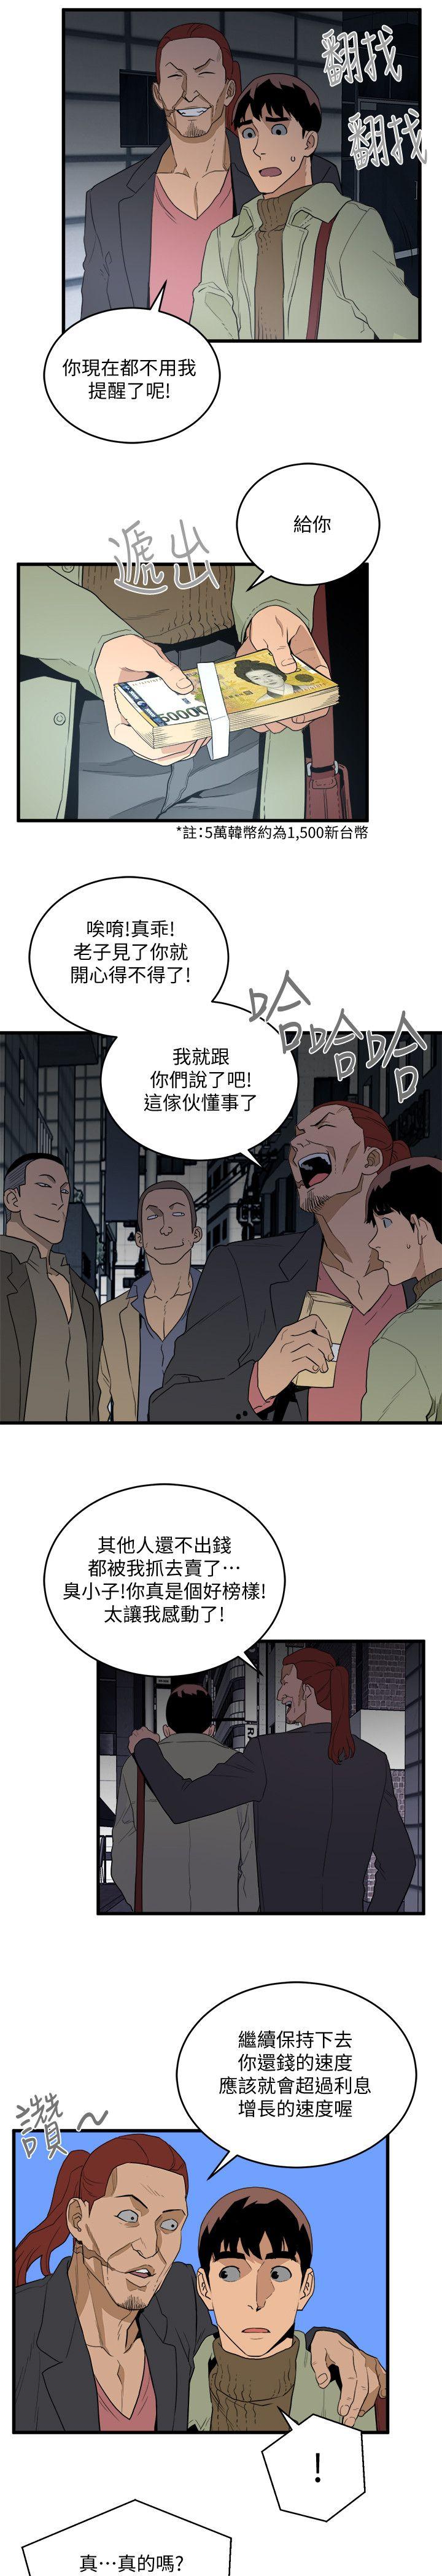 翻找
翻找
你現在都不用我
提醒了呢!
給你
遞出
50000
*註：5萬韓幣約為1,500新台幣
唉唷!真乖!
老子見了你就
開心得不得了!
哈哈哈
我就跟
你們說了吧!
這傢伙懂事了
其他人還不出錢
都被我抓去賣了⋯
臭小子!你真是個好榜樣!
太讓我感動了!
繼續保持下去
你還錢的速度
應該就會超過利息
增長的速度喔
讚~
!
真⋯真的嗎?